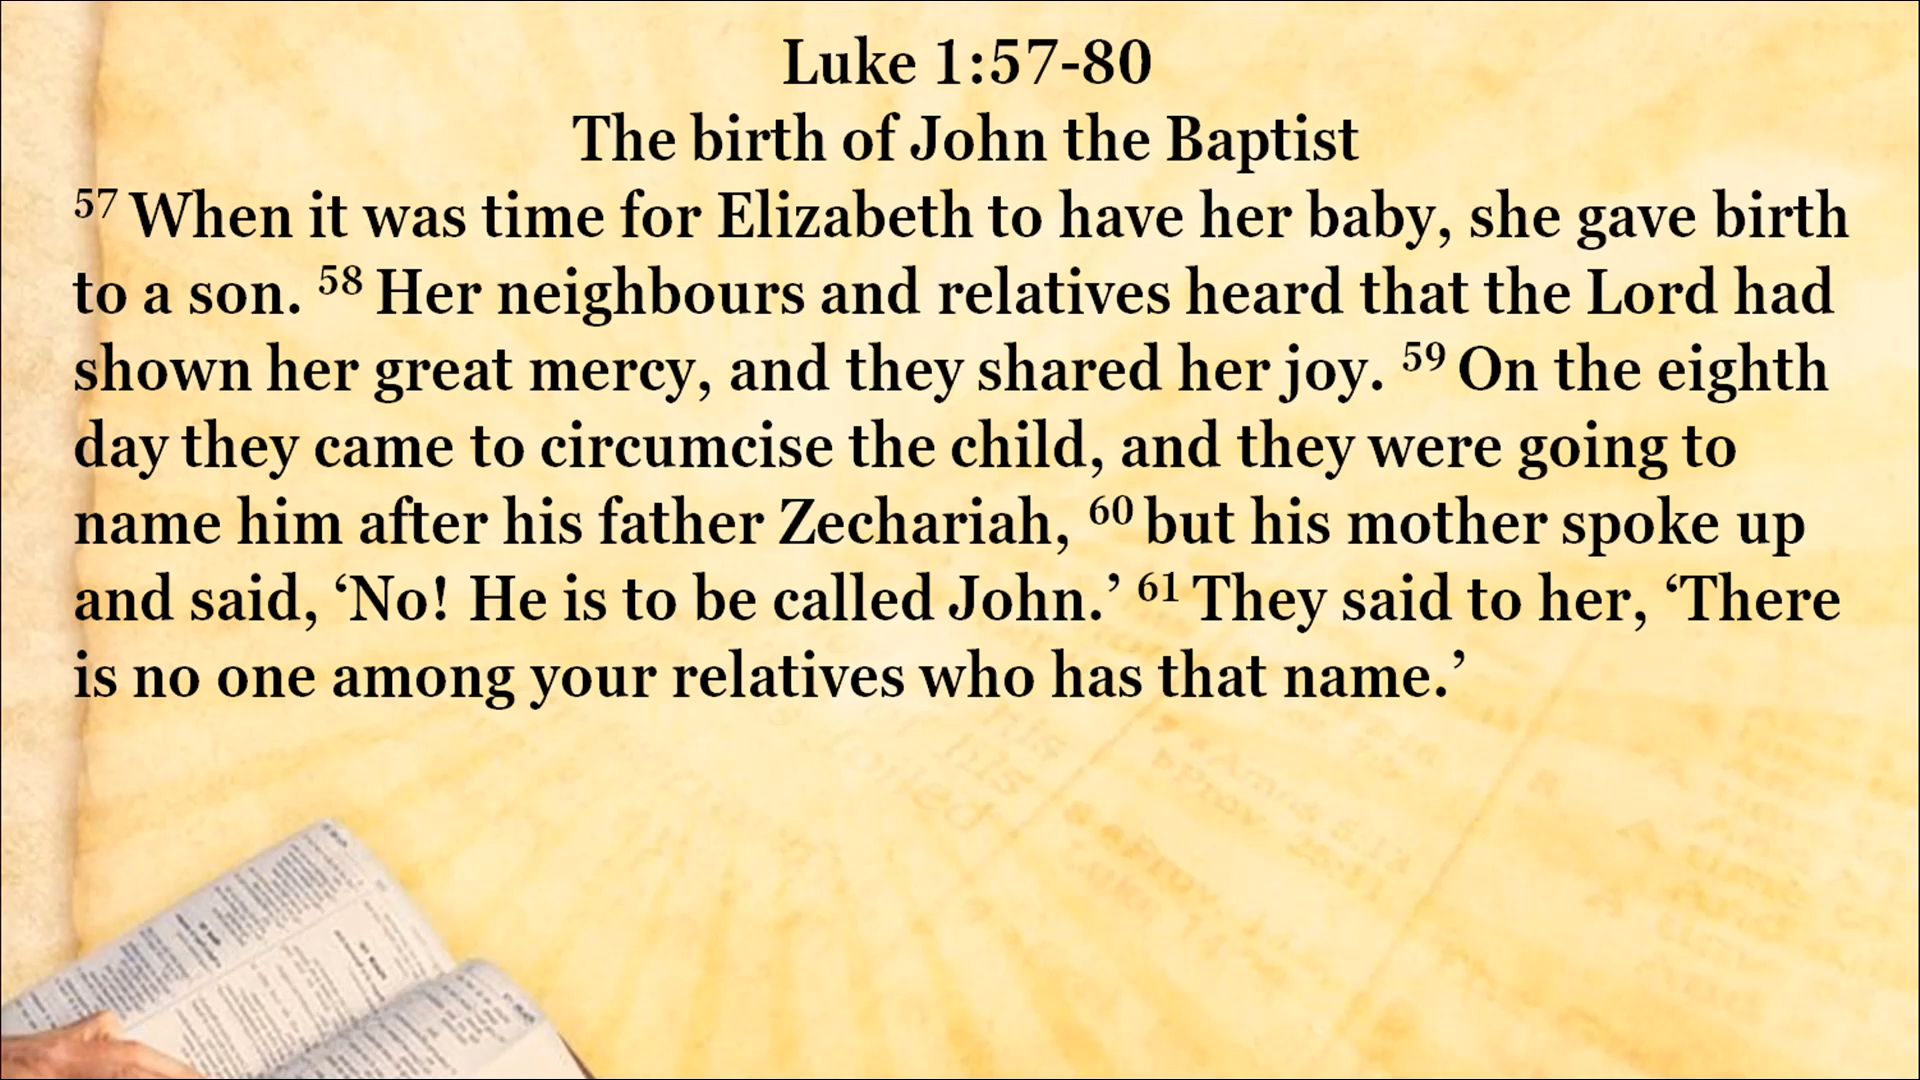 Luke 1:57-80
The birth of John the Baptist
57 When it was time for Elizabeth to have her baby, she gave birth
to a son. 58 Her neighbours and relatives heard that the Lord had
shown her great mercy, and they shared her joy. 59 On the eighth
day they came to circumcise the child, and they were going to
name him after his father Zechariah, 60 but his mother spoke up
and said, ‘No! He is to be called John.’ 61 They said to her, ‘There
is no one among your relatives who has that name.’